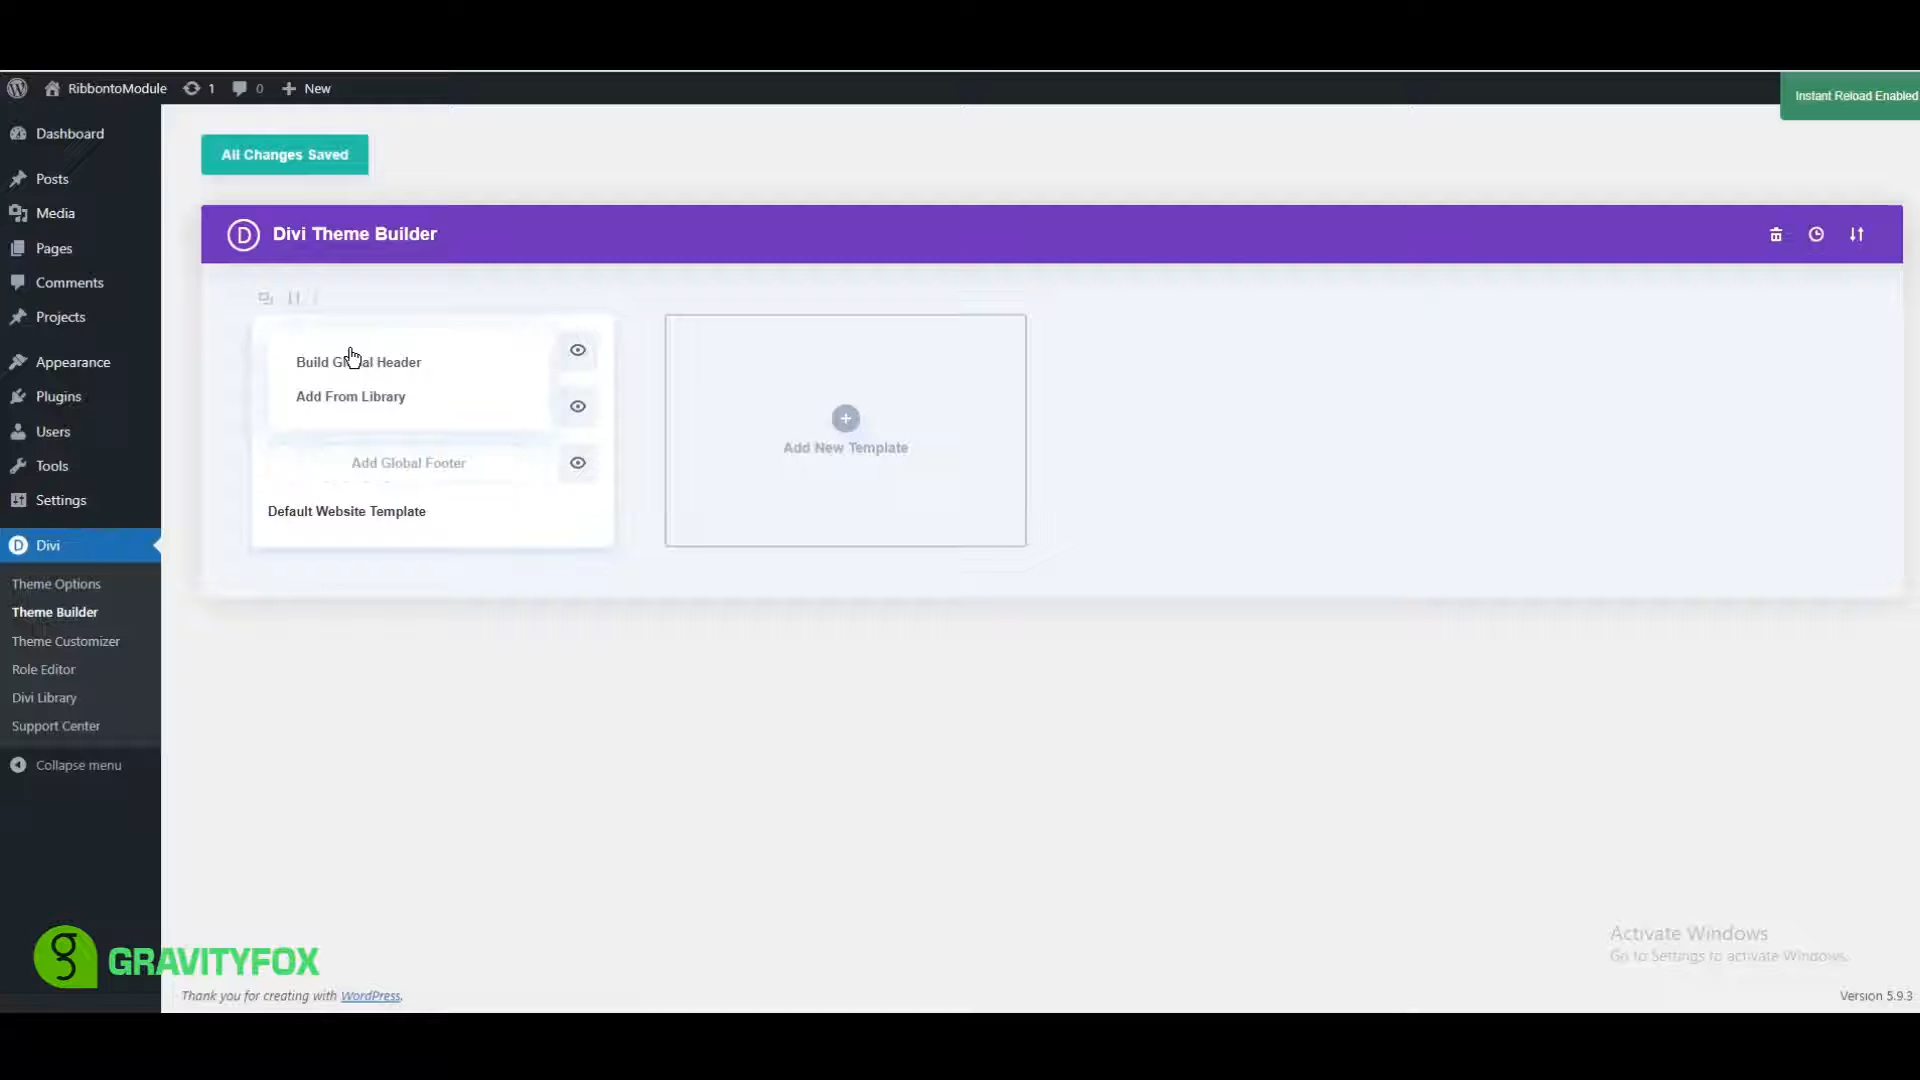 RibbontoModule 1 0 New
Instant Reload Enabled
Dashboard
Posts
Media
Pages
Comments
Projects
Appearance
Plugins
Users
Tools
Settings
Divi
Theme Options
Theme Builder
Theme Customizer
Role Editor
Divi Library
Support Center
Collapse menu
All Changes Saved
D Divi Theme Builder
Build Global Header
Add From Library
Add Global Footer
Default Website Template
Add New Template
Activate Windows
Go to Settings to activate Windows.
g GRAVITYFOX
Thank you for creating with WordPress.
Version 5.9.3